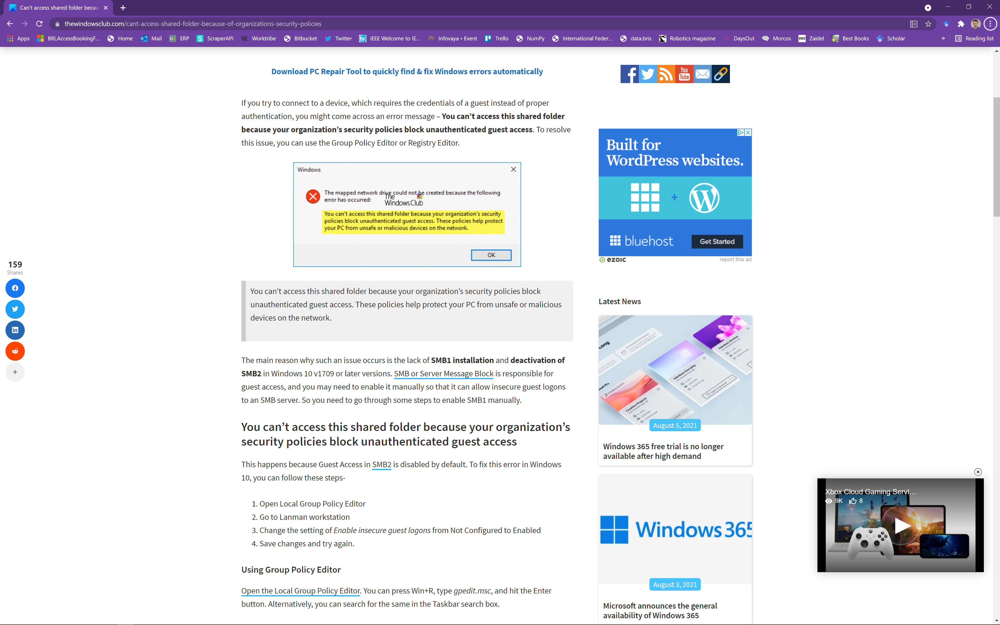 Can't access shared folder becau
thewindowsclub.com/cant-access-shared-folder-because-of-organizations-security-policies
Apps
BRLAccessBookingF...
Home
Mail
ERP
ScraperAPI
Worktribe
Bitbucket
Twitter
IEEE Welcome to IE...
Infovaya • Event
Trello
NumPy
International Feder...
data.bris
Robotics magazine
DaysOut
Morcos
WIX
Zaidel
Best Books
Scholar
»
Reading list
Download PC Repair Tool to quickly find & fix Windows errors automatically
You
Tube
If you try to connect to a device, which requires the credentials of a guest instead of proper
authentication, you might come across an error message – You can't access this shared folder
because your organization's security policies block unauthenticated guest access. To resolve
this issue, you can use the Group Policy Editor or Registry Editor.
Windows
The mapped network drive could not be created because the following
error has occurred:
The
WindowsClub
You can't access this shared folder because your organization's security
policies block unauthenticated guest access. These policies help protect
your PC from unsafe or malicious devices on the network.
OK
You can't access this shared folder because your organization's security policies block
unauthenticated guest access. These policies help protect your PC from unsafe or malicious
devices on the network.
The main reason why such an issue occurs is the lack of SMB1 installation and deactivation of
SMB2 in Windows 10 v1709 or later versions. SMB or Server Message Block is responsible for
guest access, and you may need to enable it manually so that it can allow insecure guest logons
to an SMB server. So you need to go through some steps to enable SMB1 manually.
You can't access this shared folder because your organization's
security policies block unauthenticated guest access
This happens because Guest Access in SMB2 is disabled by default. To fix this error in Windows
10, you can follow these steps-
1. Open Local Group Policy Editor
2. Go to Lanman workstation
3. Change the setting of Enable insecure guest logons from Not Configured to Enabled
4. Save changes and try again.
Using Group Policy Editor
Open the Local Group Policy Editor. You can press Win+R, type gpedit.msc, and hit the Enter
button. Alternatively, you can search for the same in the Taskbar search box.
159
Shares
Built for
WordPress websites.
+
bluehost
Get Started
ezoic
report this ad
Latest News
Long
Fabrikam Archive
Fabrikam Everyday
Open in browser
Changing cloud PC
Creative Projects
August 5, 2021
Windows 365 free trial is no longer
available after high demand
Windows 365
August 3, 2021
Microsoft announces the general
availability of Windows 365
Xbox Cloud Gaming Servi...
9K
8